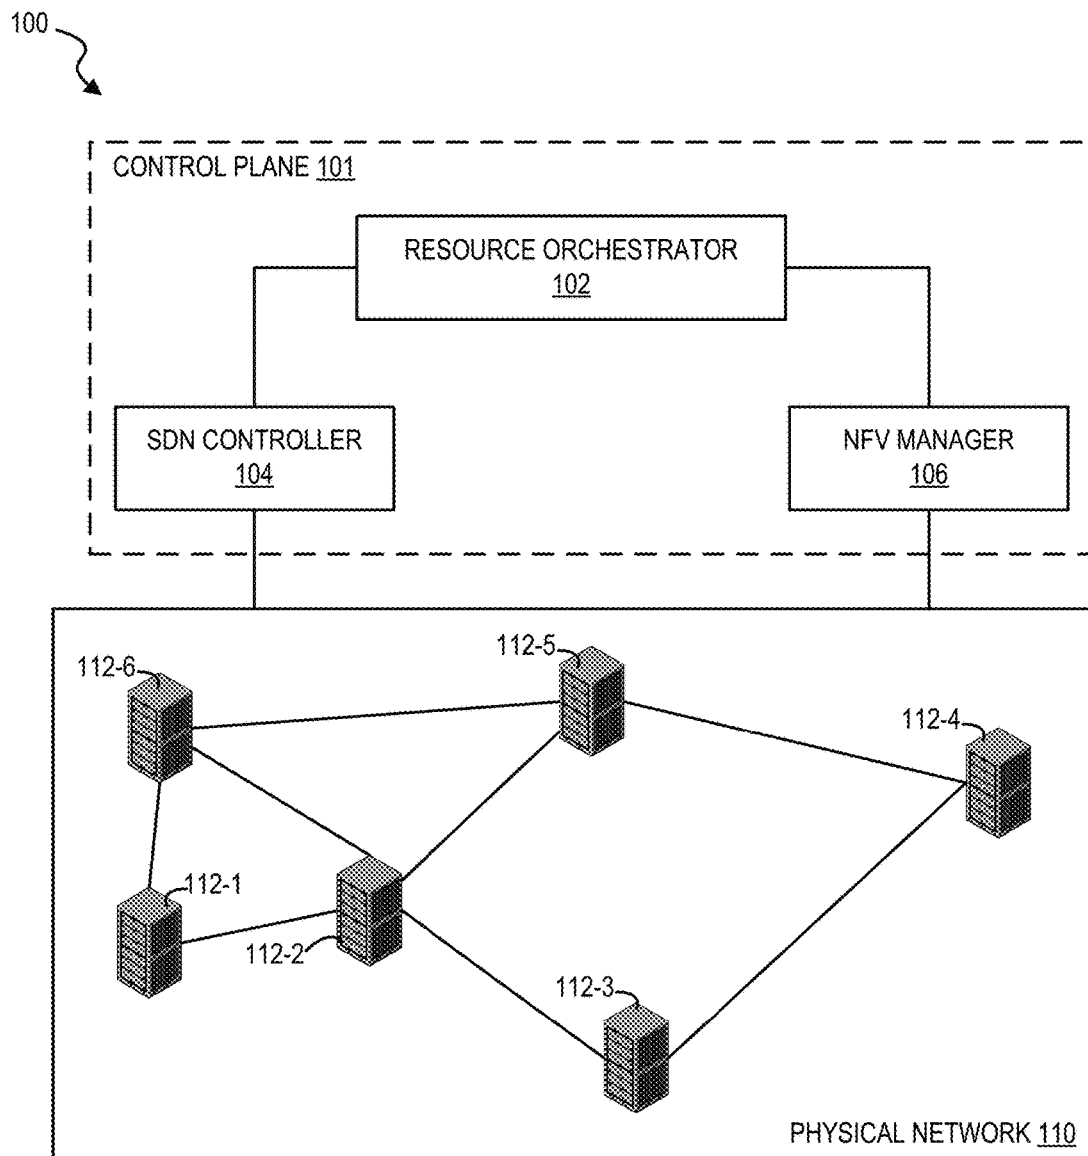 100
CONTROL PLANE 101
RESOURCE ORCHESTRATOR
102
SDN CONTROLLER
104
NFV MANAGER
106
112-6
112-5
112-4
112-1
112-2
112-3
PHYSICAL NETWORK 110